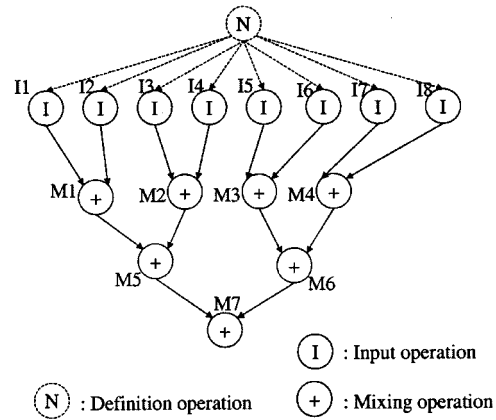 N
I1 I2 I3 I4 I5 I6 I7 I8
I I I I I I I I
M1 + M2 + M3 + M4 +
+ +
M5 M6
M7
+
I : Input operation
N : Definition operation + : Mixing operation